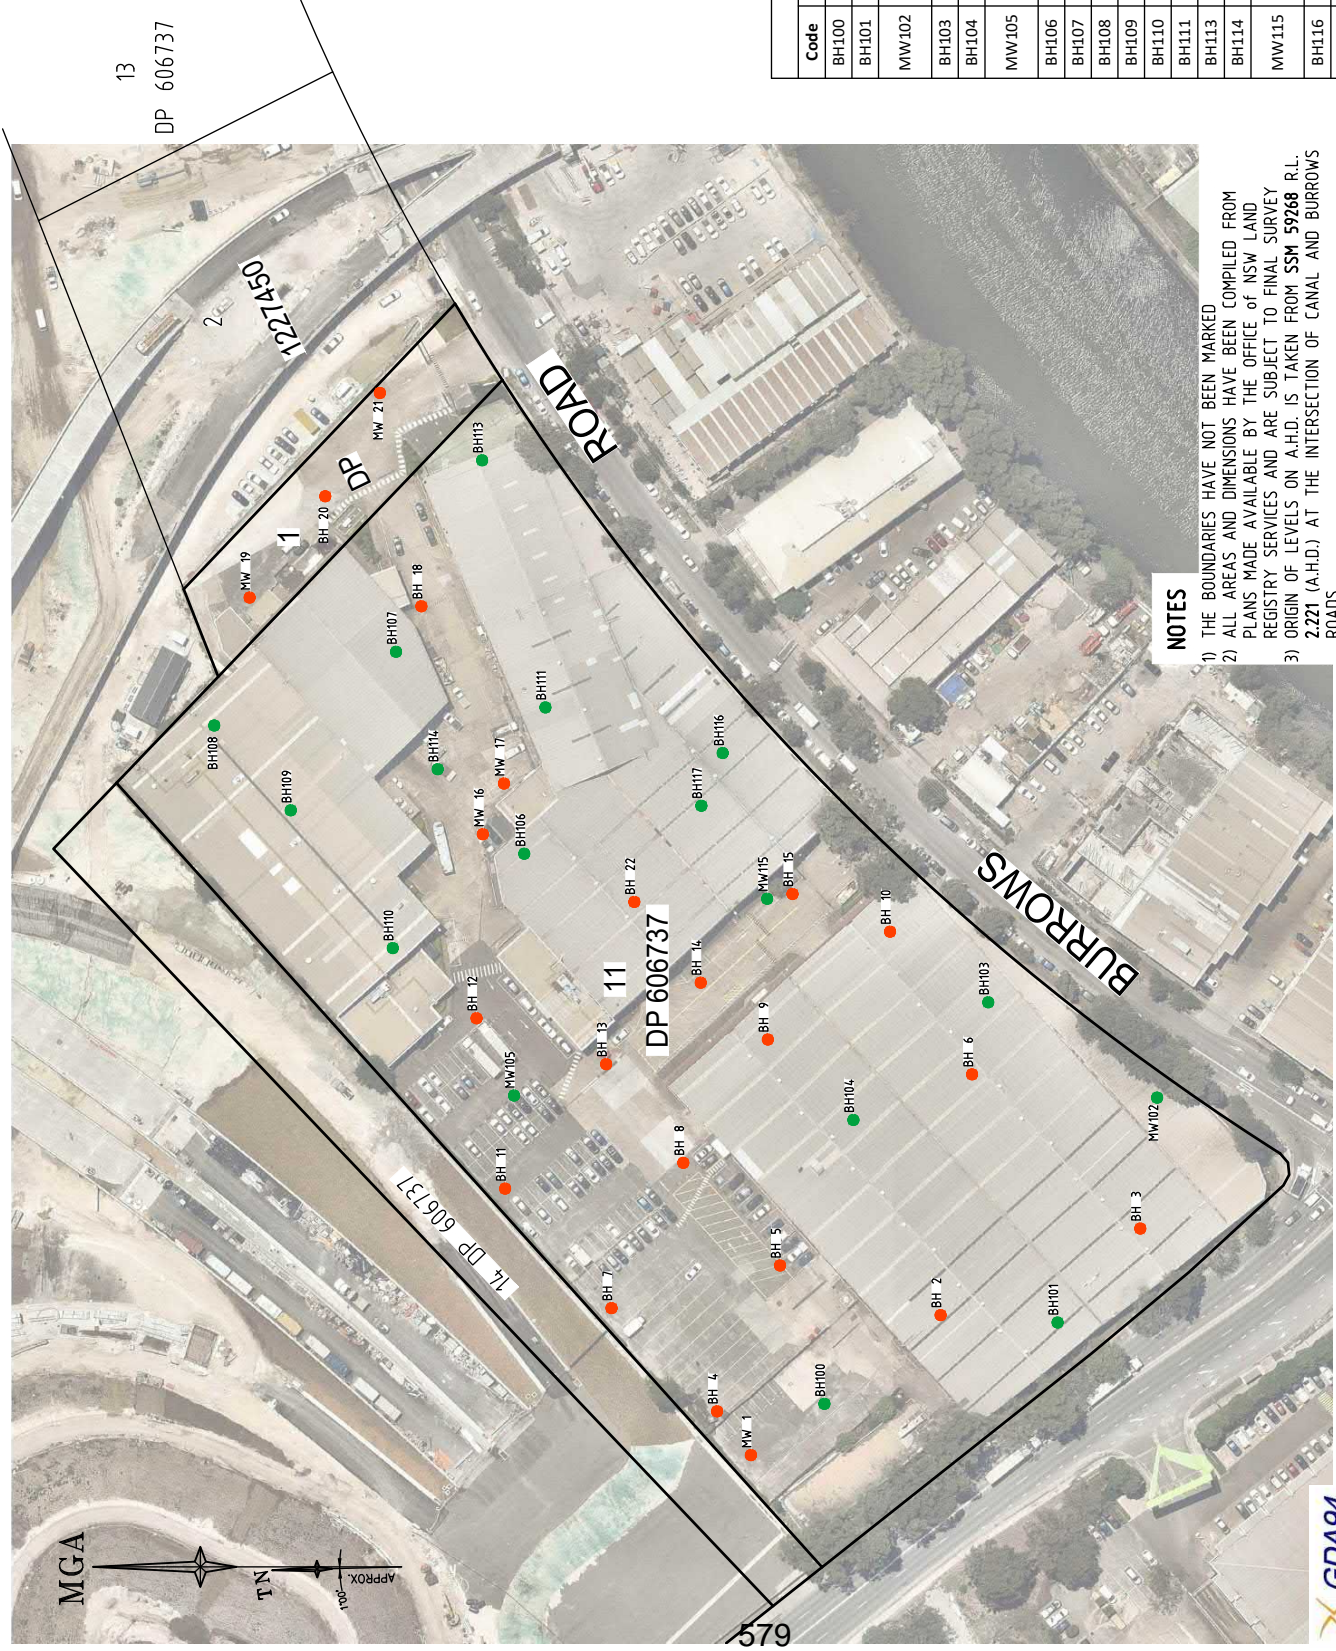 13
DP 606737
2
1227450
MW 21
BH113
DP
BH 20
1
MW 19
BH 18
BH107
BH108
BH111
BH109
BH114
MW 17
MW 16
BH106
BH116
BH117
BH 22
MW115
BH 15
BH110
BH 12
BH 14
BH 10
11
DP 606737
BH 13
BH 9
BH103
MW105
BH104
BH 6
MW102
BH 11
BH 8
BH 7
BH 5
BH 3
BH 2
BH101
BH 4
BH100
MW 1
14 DP 606737
BURROWS
ROAD
579
MGA
TN
1°00'
APPROX.
Code
BH100
BH101
MW102
BH103
BH104
MW105
BH106
BH107
BH108
BH109
BH110
BH111
BH113
BH114
MW115
BH116
NOTES
1) THE BOUNDARIES HAVE NOT BEEN MARKED
2) ALL AREAS AND DIMENSIONS HAVE BEEN COMPILED FROM
PLANS MADE AVAILABLE BY THE OFFICE of NSW LAND
REGISTRY SERVICES AND ARE SUBJECT TO FINAL SURVEY
3) ORIGIN OF LEVELS ON A.H.D. IS TAKEN FROM SSM 59268 R.L.
2.221 (A.H.D.) AT THE INTERSECTION OF CANAL AND BURROWS
ROADS
GDA94